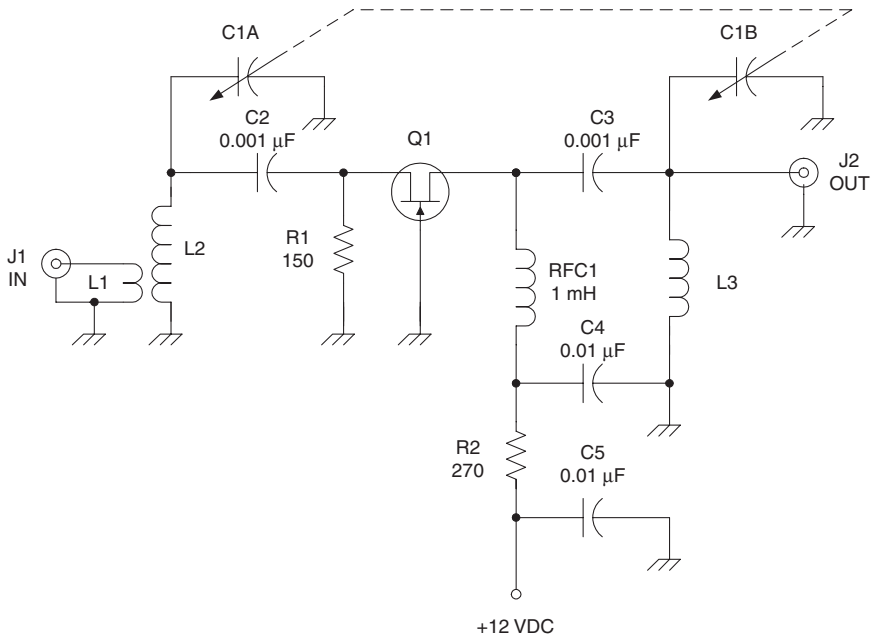 C1A
C1B
C2
0.001 μF
Q1
C3
0.001 μF
J2
OUT
J1
IN
L1
L2
R1
150
RFC1
1 mH
L3
C4
0.01 μF
R2
270
C5
0.01 μF
+12 VDC